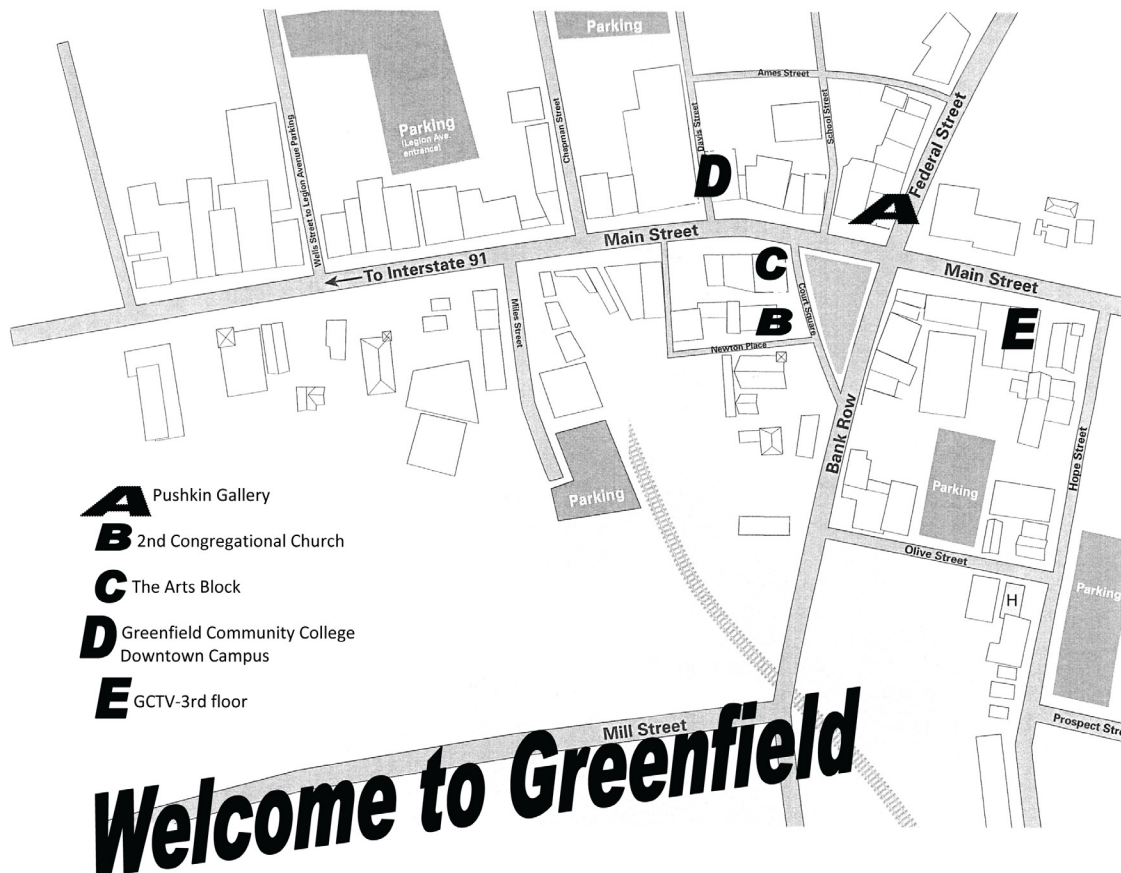 Parking
Ames Street
Federal Street
School Street
Davis Street
Chapman Street
Wells Street to Legion Avenue Parking
Parking
(Legion Ave.
entrance)
D
A
Main Street
To Interstate 91
C
Main Street
Miles Street
Court Square
B
E
Newton Place
Bank Row
Hope Street
Parking
Parking
Olive Street
Parking
H
Prospect Stre
Mill Street
A Pushkin Gallery
B 2nd Congregational Church
C The Arts Block
D Greenfield Community College
Downtown Campus
E GCTV-3rd floor
Welcome to Greenfield